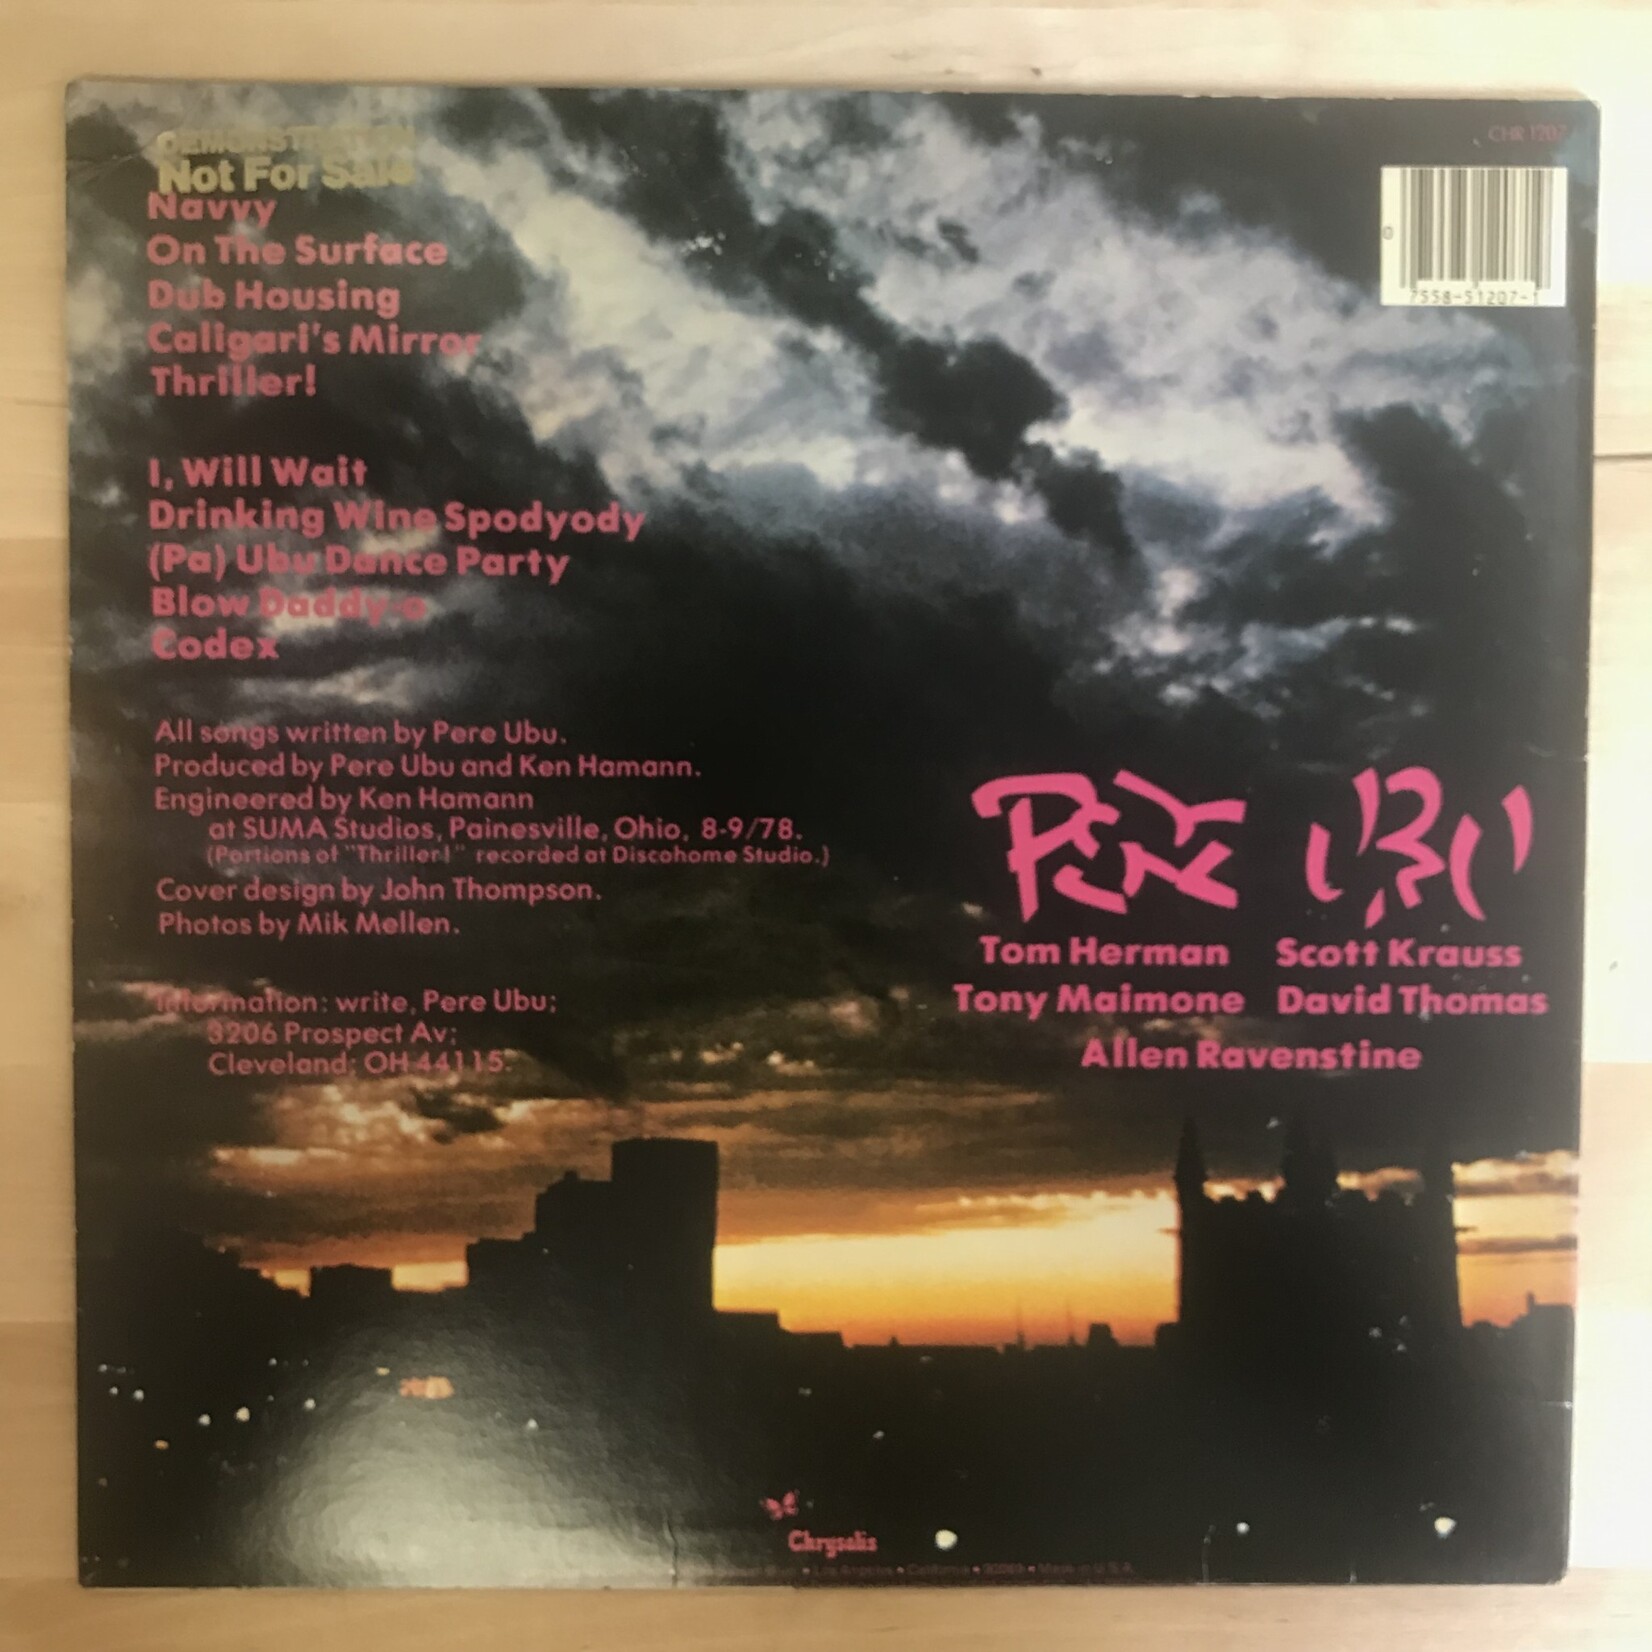 DEMONSTRATION
Not For Sale
Navvy
On The Surface
Dub Housing
Caligari's Mirror
Thriller!
I, Will Wait
Drinking Wine Spodyody
(Pa) Ubu Dance Party
Blow Daddy-o
Codex
All songs written by Pere Ubu.
Produced by Pere Ubu and Ken Hamann.
Engineered by Ken Hamann
at SUMA Studios, Painesville, Ohio, 8-9/78.
(Portions of "Thriller!" recorded at Discohome Studio.)
Cover design by John Thompson.
Photos by Mik Mellen.
Information: write, Pere Ubu;
3206 Prospect Av;
Cleveland; OH 44115.
CHR 1207
0
7558-51207-1
PERE UBU
Tom Herman Scott Krauss
Tony Maimone David Thomas
Allen Ravenstine
Chrysalis
• Los Angeles • California • 90069 • Made in U.S.A.